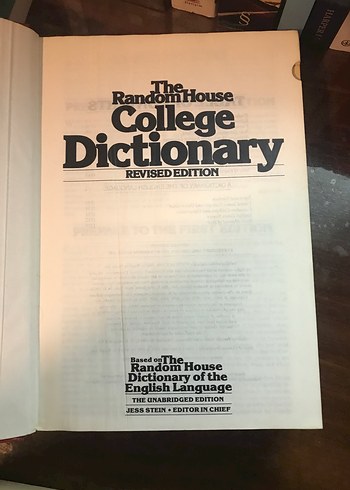 The
Random House
College
Dictionary
REVISED EDITION
Based on The
Random House
Dictionary of the
English Language
THE UNABRIDGED EDITION
JESS STEIN • EDITOR IN CHIEF
HARPER